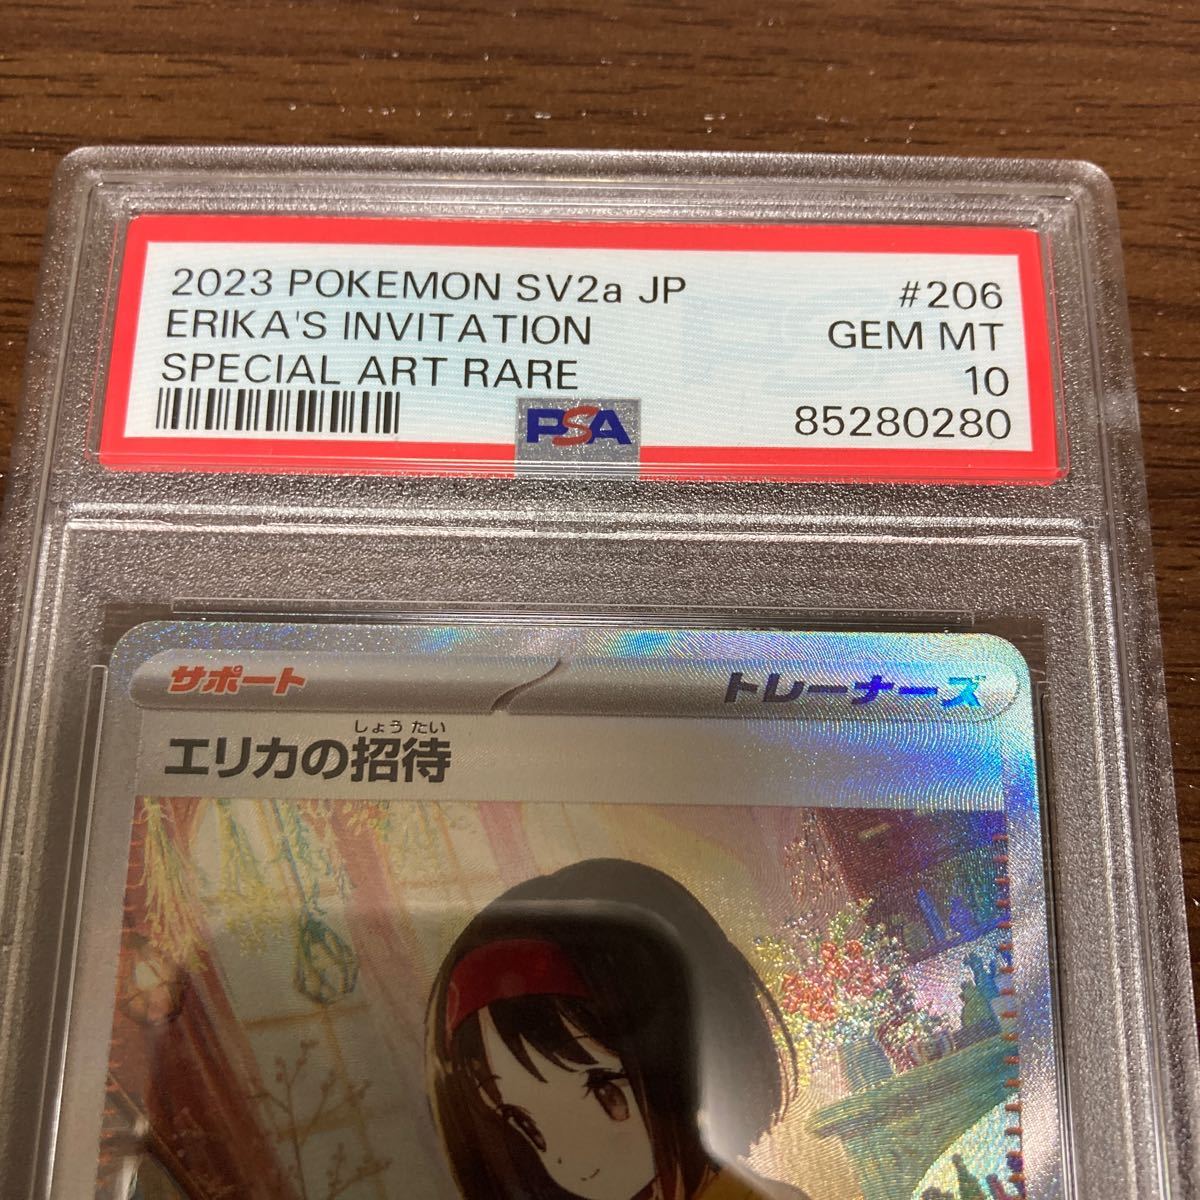 2023 POKEMON SV2a JP #206
ERIKA'S INVITATION GEM MT
SPECIAL ART RARE 10
PSA 85280280
サポート トレーナーズ
しょうたい
エリカの招待